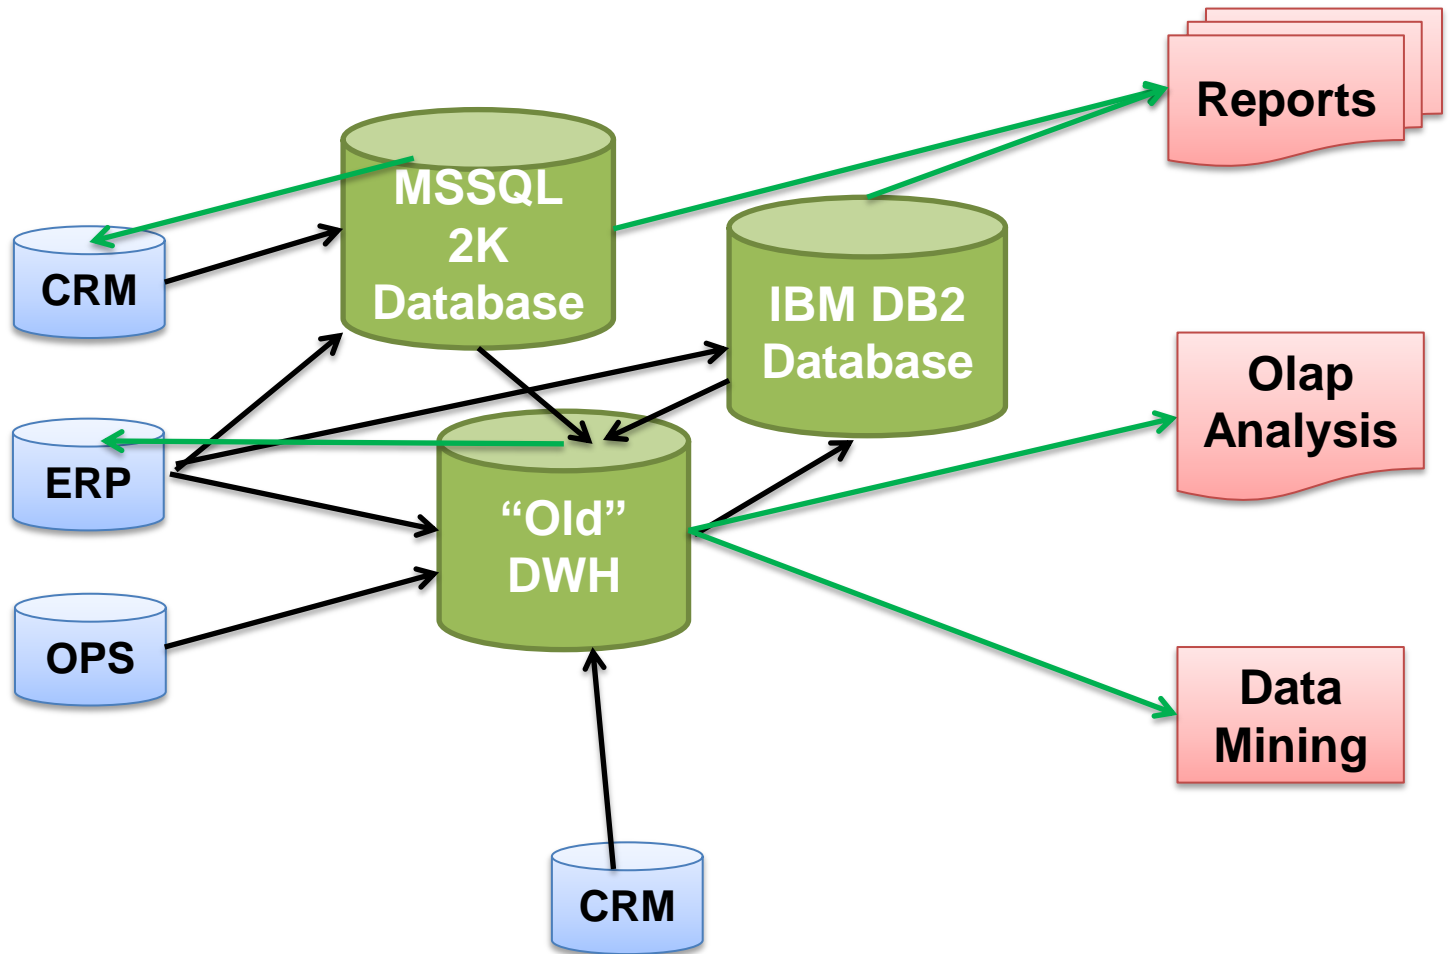 Reports
MSSQL
2K
Database
CRM
IBM DB2
Database
Olap
Analysis
ERP
“Old”
DWH
OPS
Data
Mining
CRM